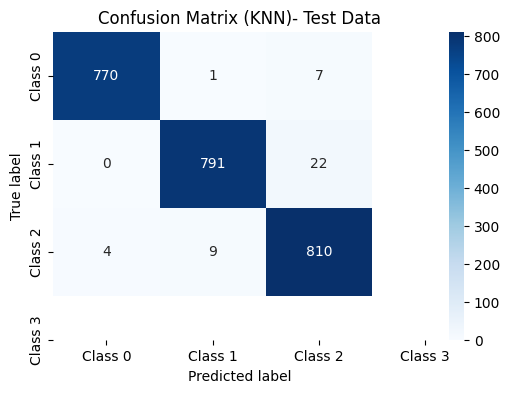 Confusion Matrix (KNN)- Test Data
True label
Class 0
770 1 7
Class 1
0 791 22
Class 2
4 9 810
Class 3
Class 0 Class 1 Class 2 Class 3
Predicted label
800
700
600
500
400
300
200
100
0